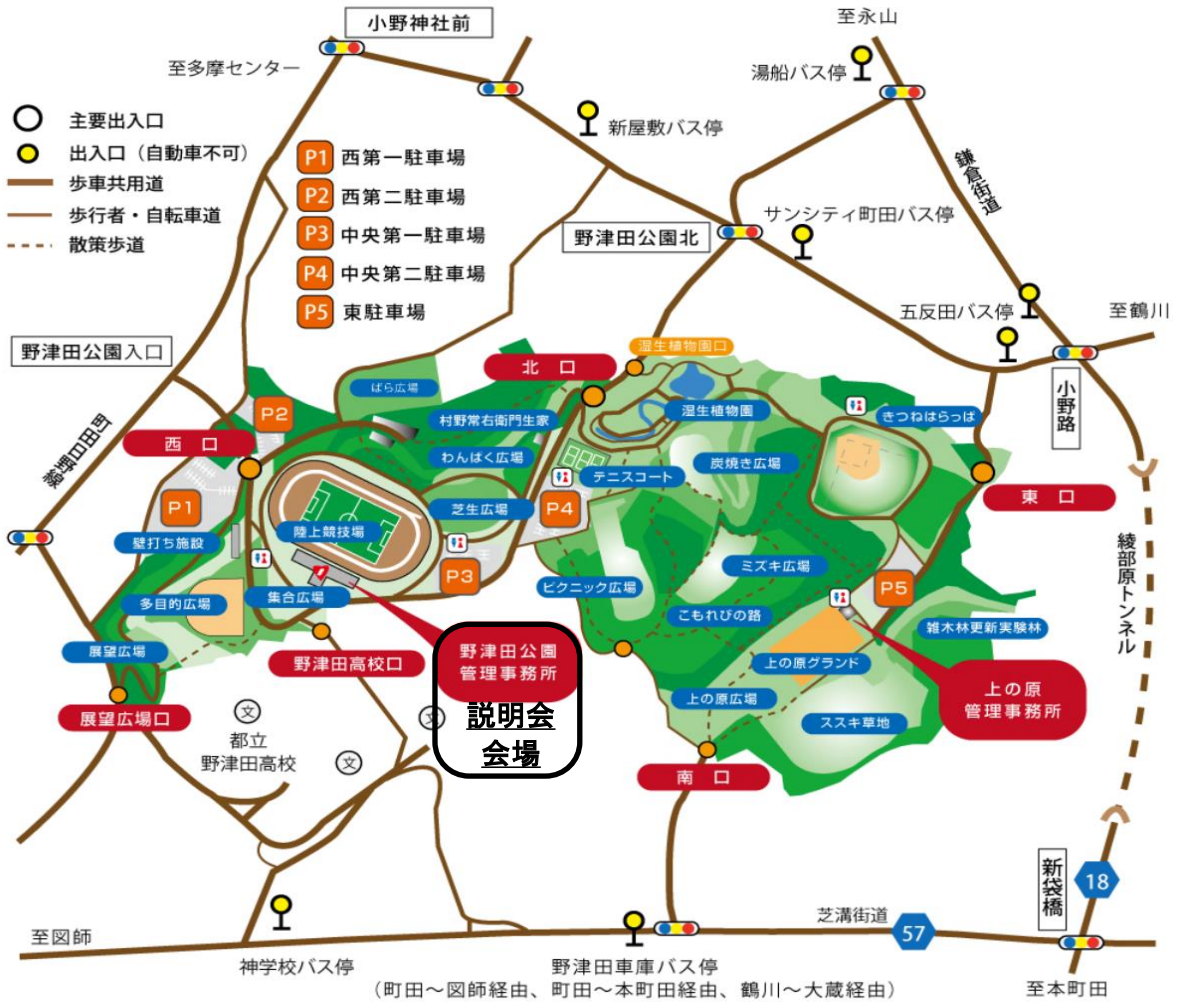 小野神社前
至永山
至多摩センター
湯船バス停
主要出入口
出入口（自動車不可）
歩車共用道
歩行者・自転車道
散策歩道
P1 西第一駐車場
P2 西第二駐車場
P3 中央第一駐車場
P4 中央第二駐車場
P5 東駐車場
新屋敷バス停
鎌倉街道
サンシティ町田バス停
野津田公園北
五反田バス停
至鶴川
野津田公園入口
町田日野線
小野路
湿生植物園口
北口
ばら広場
村野常右衛門生家
湿生植物園
きつねはらっぱ
P2
西口
わんぱく広場
テニスコート
炭焼き広場
東口
P1
芝生広場
P4
陸上競技場
壁打ち施設
綾部原トンネル
P3
ピクニック広場
ミズキ広場
P5
多目的広場
集合広場
こもれびの路
雑木林更新実験林
展望広場
野津田高校口
野津田公園
管理事務所
説明会
会場
上の原グランド
上の原広場
上の原
管理事務所
ススキ草地
展望広場口
文
文
文
都立
野津田高校
南口
新袋橋
18
芝溝街道
57
至図師
神学校バス停
野津田車庫バス停
（町田～図師経由、町田～本町田経由、鶴川～大蔵経由）
至本町田